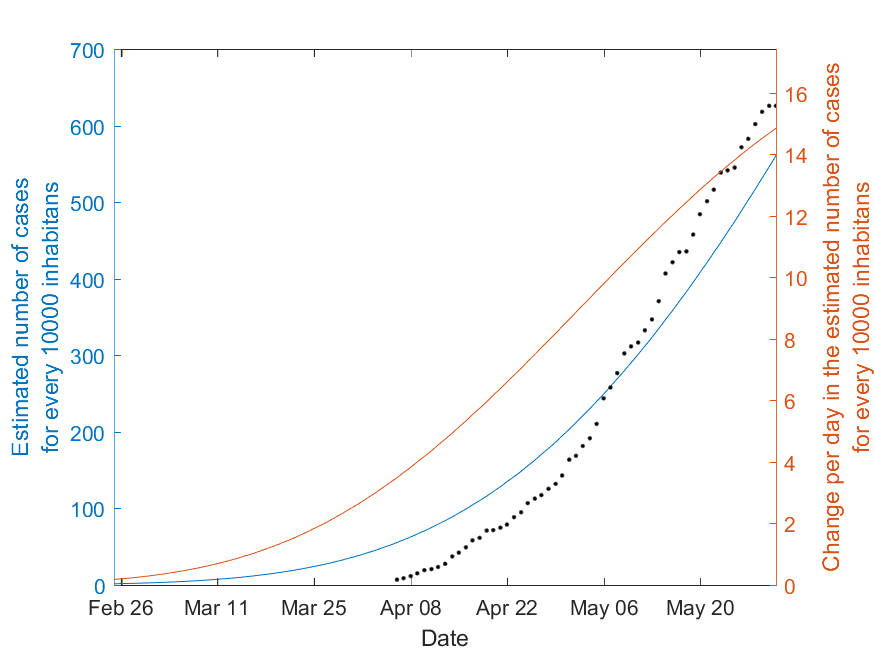 700
600
500
400
300
200
100
0
Estimated number of cases
for every 10000 inhabitans
16
14
12
10
8
6
4
2
0
Change per day in the estimated number of cases
for every 10000 inhabitans
Feb 26 Mar 11 Mar 25 Apr 08 Apr 22 May 06 May 20
Date